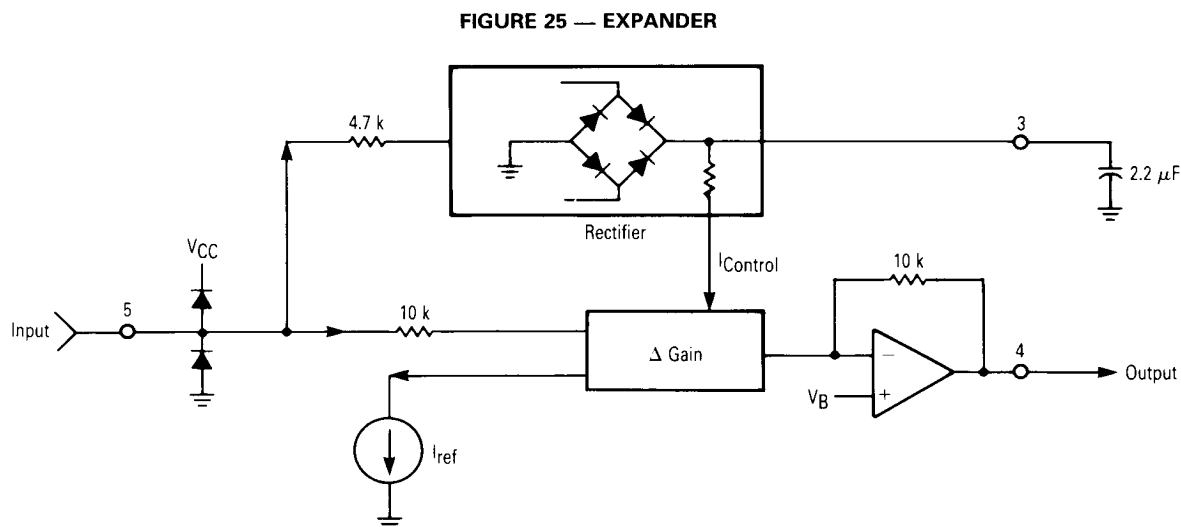 FIGURE 25 — EXPANDER
4.7 k
3
2.2 μF
Rectifier
VCC
IControl
10 k
5
Input
10 k
Δ Gain
−
4
Output
VB
+
Iref